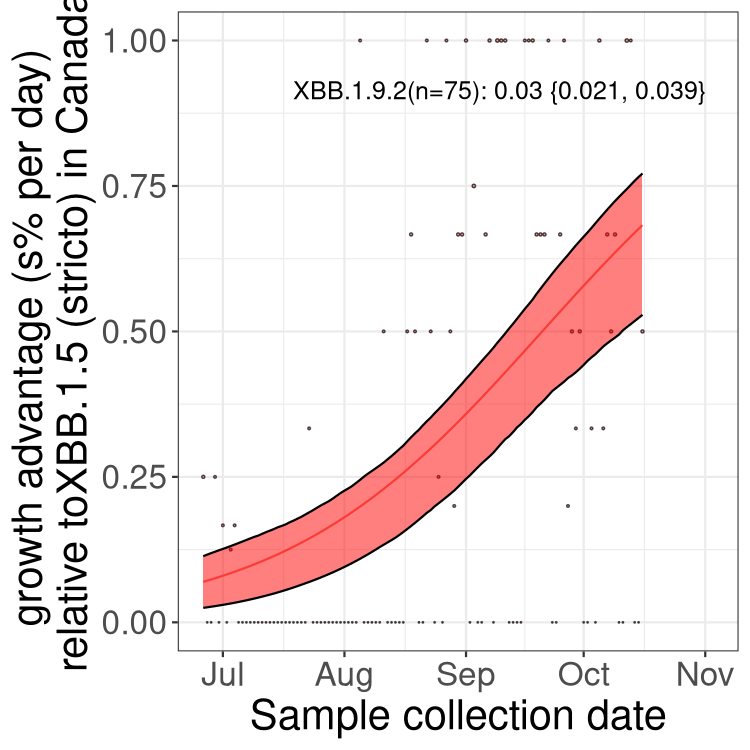 growth advantage (s% per day)
relative toXBB.1.5 (stricto) in Canada
1.00
0.75
0.50
0.25
0.00
XBB.1.9.2(n=75): 0.03 {0.021, 0.039}
Jul Aug Sep Oct Nov
Sample collection date